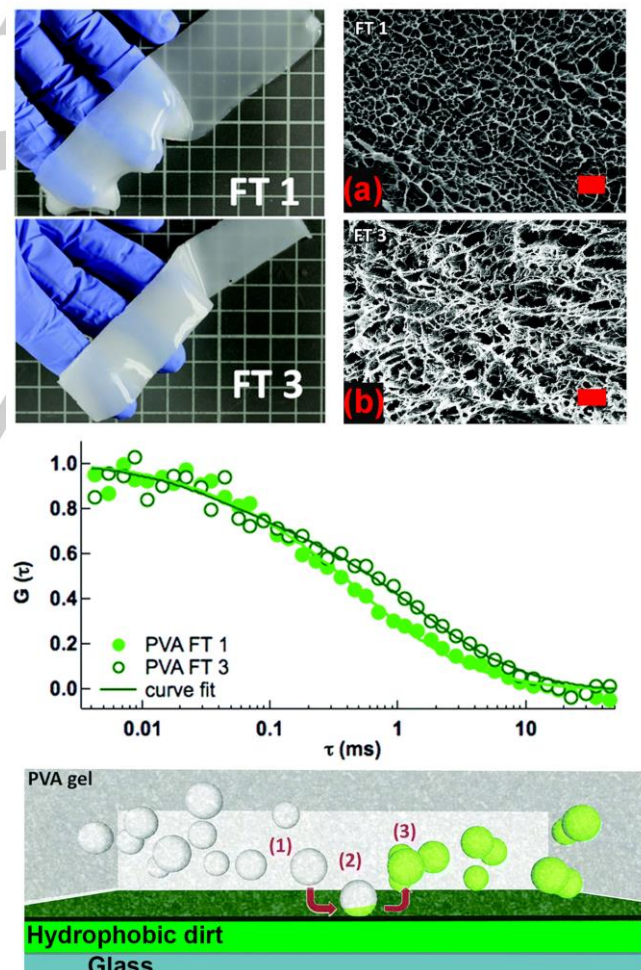 FT 1
FT 1
(a)
FT 3
FT 3
(b)
1.0
0.8
0.6
0.4
0.2
0.0
G (τ)
PVA FT 1
PVA FT 3
curve fit
0.01
0.1
1
10
τ (ms)
PVA gel
(1)
(2)
(3)
Hydrophobic dirt
Glass